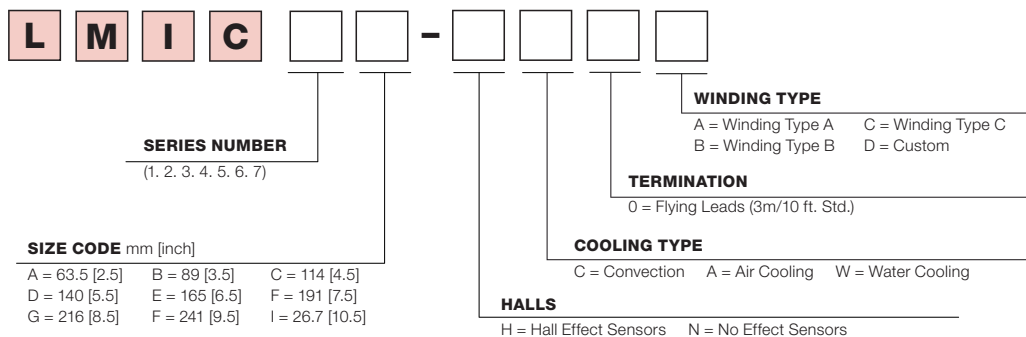 L M I C –
WINDING TYPE
A = Winding Type A C = Winding Type C
B = Winding Type B D = Custom
SERIES NUMBER
(1. 2. 3. 4. 5. 6. 7)
TERMINATION
0 = Flying Leads (3m/10 ft. Std.)
SIZE CODE mm [inch]
A = 63.5 [2.5] B = 89 [3.5] C = 114 [4.5]
D = 140 [5.5] E = 165 [6.5] F = 191 [7.5]
G = 216 [8.5] F = 241 [9.5] I = 26.7 [10.5]
COOLING TYPE
C = Convection A = Air Cooling W = Water Cooling
HALLS
H = Hall Effect Sensors N = No Effect Sensors